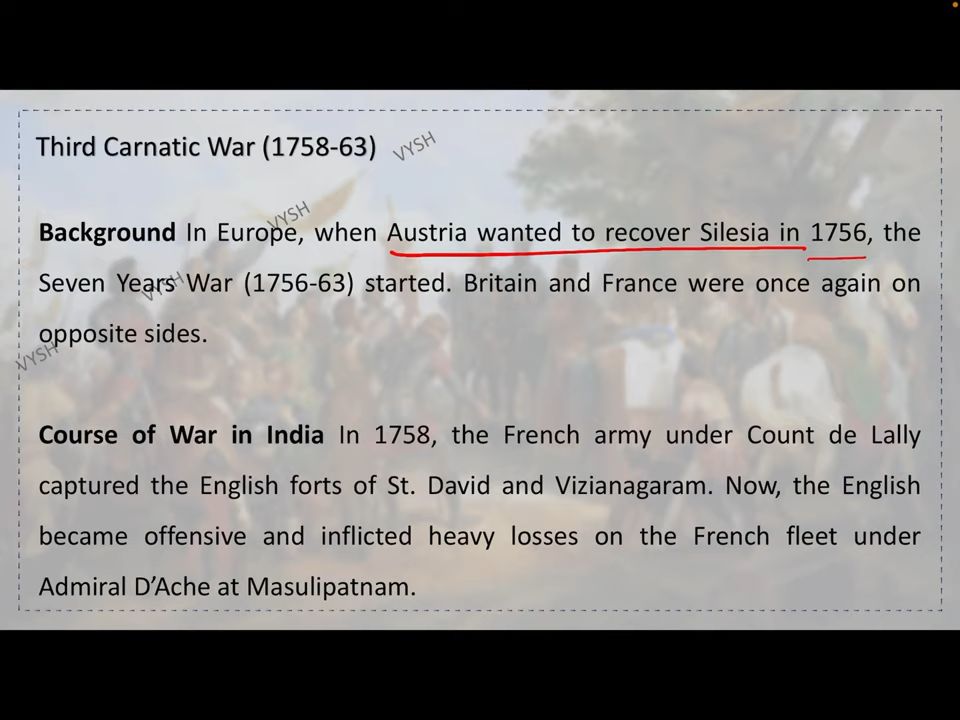 Third Carnatic War (1758-63)
VYSH
VYSH
Background In Europe, when Austria wanted to recover Silesia in 1756, the
VYSH
Seven Years War (1756-63) started. Britain and France were once again on
opposite sides.
VYSH
Course of War in India In 1758, the French army under Count de Lally
captured the English forts of St. David and Vizianagaram. Now, the English
became offensive and inflicted heavy losses on the French fleet under
Admiral D’Ache at Masulipatnam.